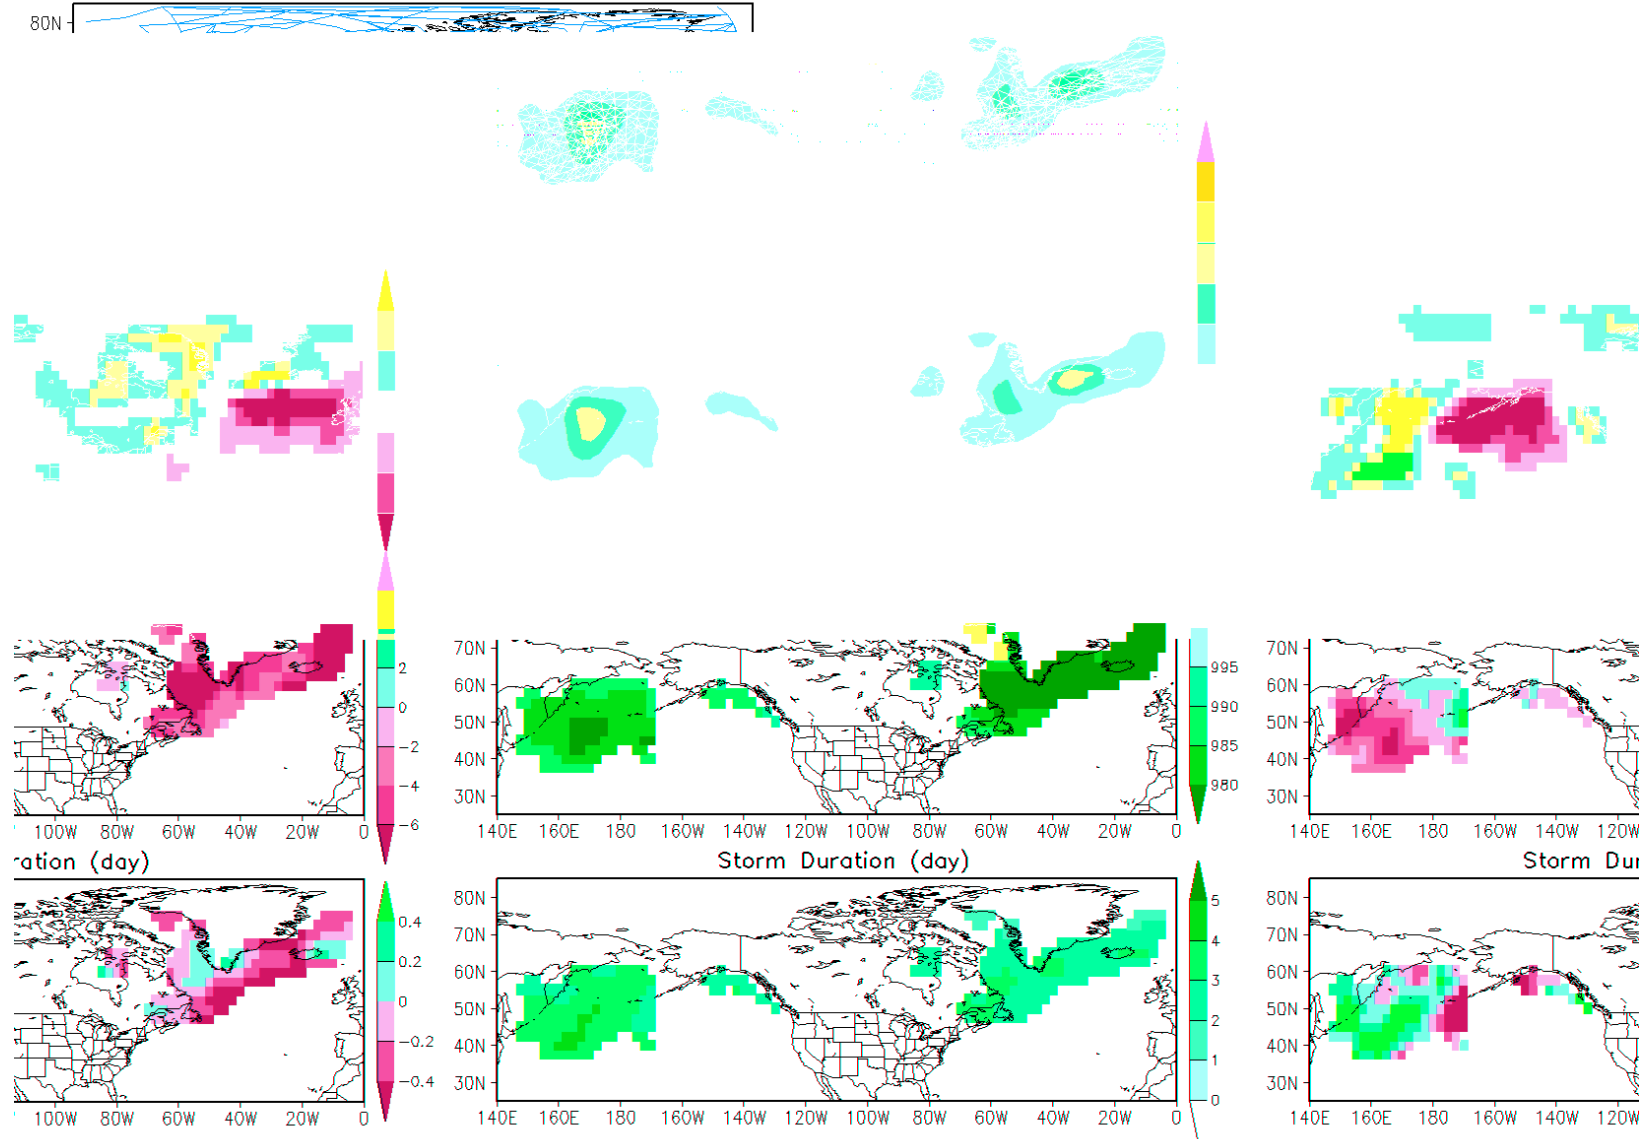 80N
2
0
−2
−4
−6
100W 80W 60W 40W 20W 0
70N
60N
50N
40N
30N
140E 160E 180 160W 140W 120W 100W 80W 60W 40W 20W 0
995
990
985
980
70N
60N
50N
40N
30N
140E 160E 180 160W 140W 120W
ration (day)
Storm Duration (day)
Storm Dur
0.4
0.2
0
−0.2
−0.4
100W 80W 60W 40W 20W 0
80N
70N
60N
50N
40N
30N
140E 160E 180 160W 140W 120W 100W 80W 60W 40W 20W 0
5
4
3
2
1
0
80N
70N
60N
50N
40N
30N
140E 160E 180 160W 140W 120W